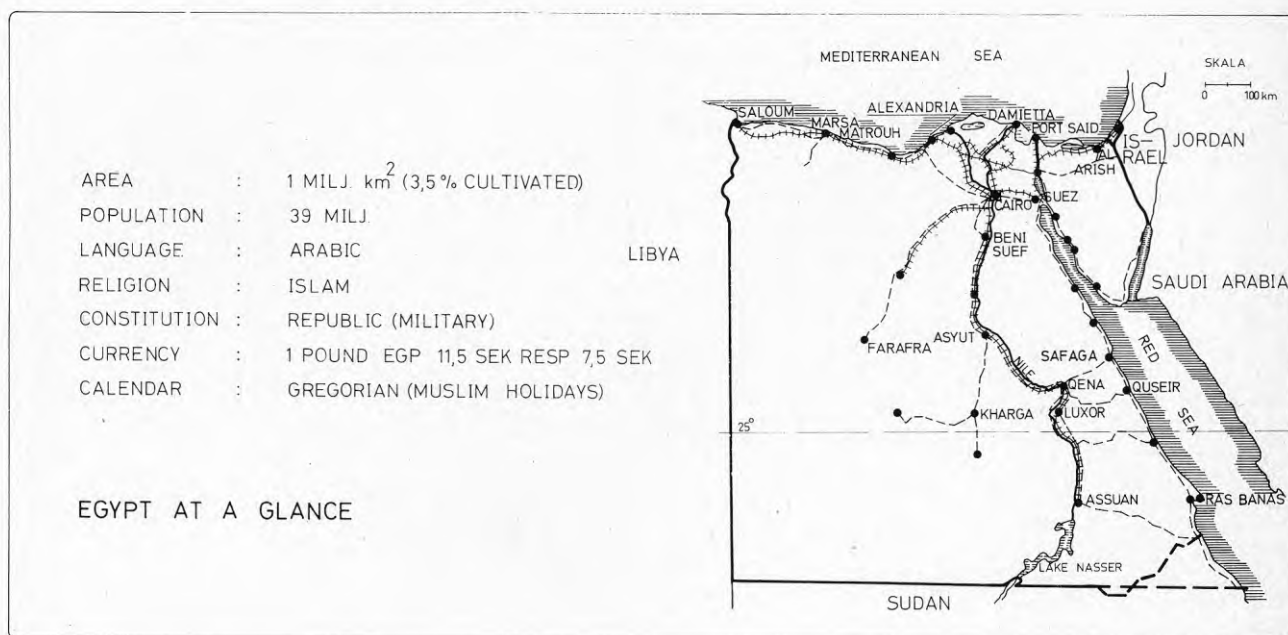 AREA : 1 MILJ. km² (3,5% CULTIVATED)
POPULATION : 39 MILJ.
LANGUAGE : ARABIC
RELIGION : ISLAM
CONSTITUTION : REPUBLIC (MILITARY)
CURRENCY : 1 POUND EGP 11,5 SEK RESP 7,5 SEK
CALENDAR : GREGORIAN (MUSLIM HOLIDAYS)
EGYPT AT A GLANCE
MEDITERRANEAN SEA
SKALA
0 100 km
SALOUM
MARSA
MATROUH
ALEXANDRIA
DAMIETTA
PORT SAID
IS-
RAEL
JORDAN
AL
ARISH
CAIRO
SUEZ
BENI
SUEF
LIBYA
SAUDI ARABIA
FARAFRA
ASYUT
SAFAGA
RED
SEA
NILE
QENA
QUSEIR
KHARGA
LUXOR
25°
ASSUAN
RAS BANAS
LAKE NASSER
SUDAN